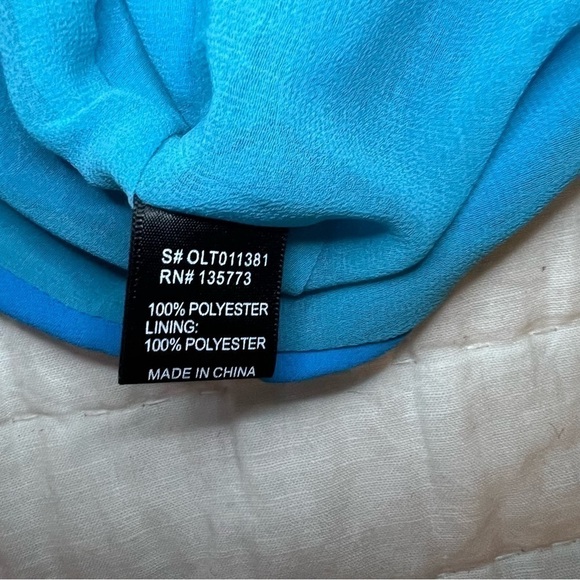 S# OLT011381
RN# 135773
100% POLYESTER
LINING:
100% POLYESTER
MADE IN CHINA